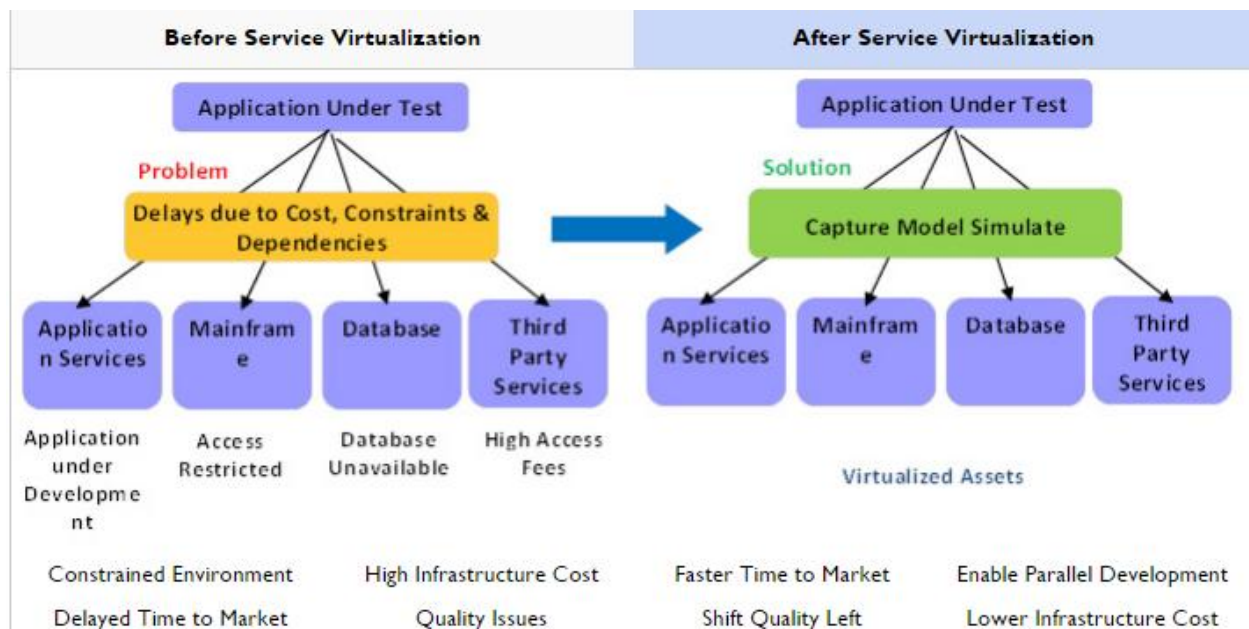 Before Service Virtualization
After Service Virtualization
Application Under Test
Problem
Delays due to Cost, Constraints &
Dependencies
Applicatio
n Services
Mainfram
e
Database
Third
Party
Services
Application
under
Developme
nt
Access
Restricted
Database
Unavailable
High Access
Fees
Constrained Environment
High Infrastructure Cost
Delayed Time to Market
Quality Issues
Application Under Test
Solution
Capture Model Simulate
Applicatio
n Services
Mainfram
e
Database
Third
Party
Services
Virtualized Assets
Faster Time to Market
Enable Parallel Development
Shift Quality Left
Lower Infrastructure Cost